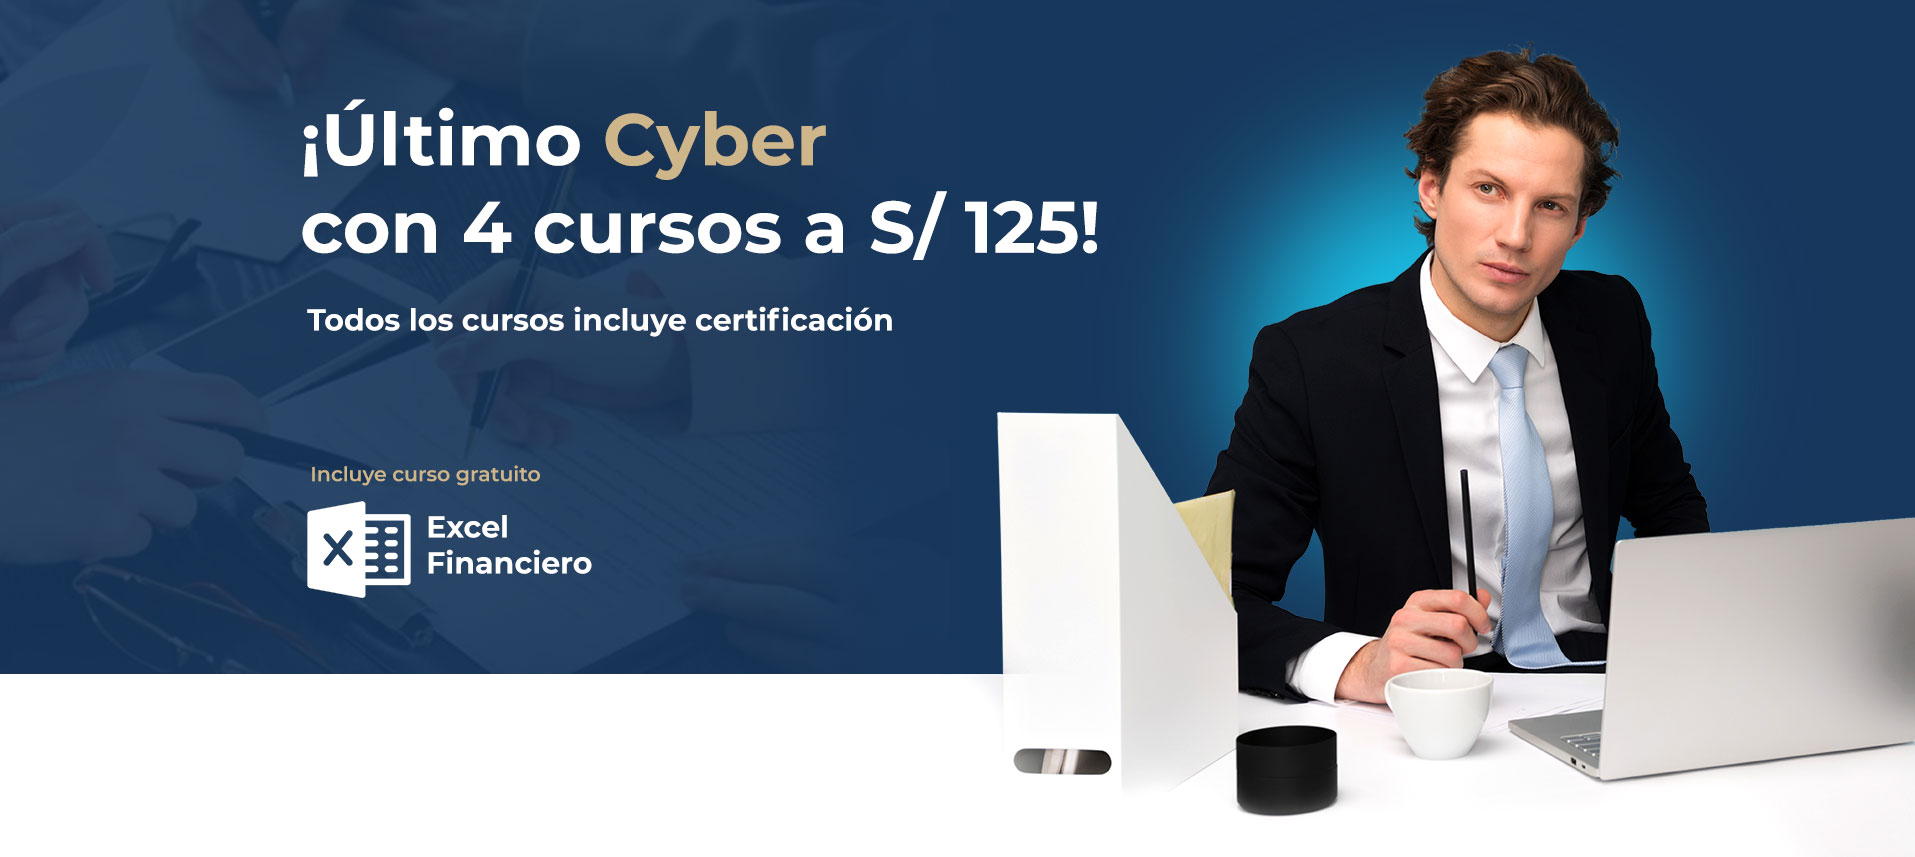 ¡Último Cyber
con 4 cursos a S/ 125!
Todos los cursos incluye certificación
Incluye curso gratuito
X
Excel
Financiero